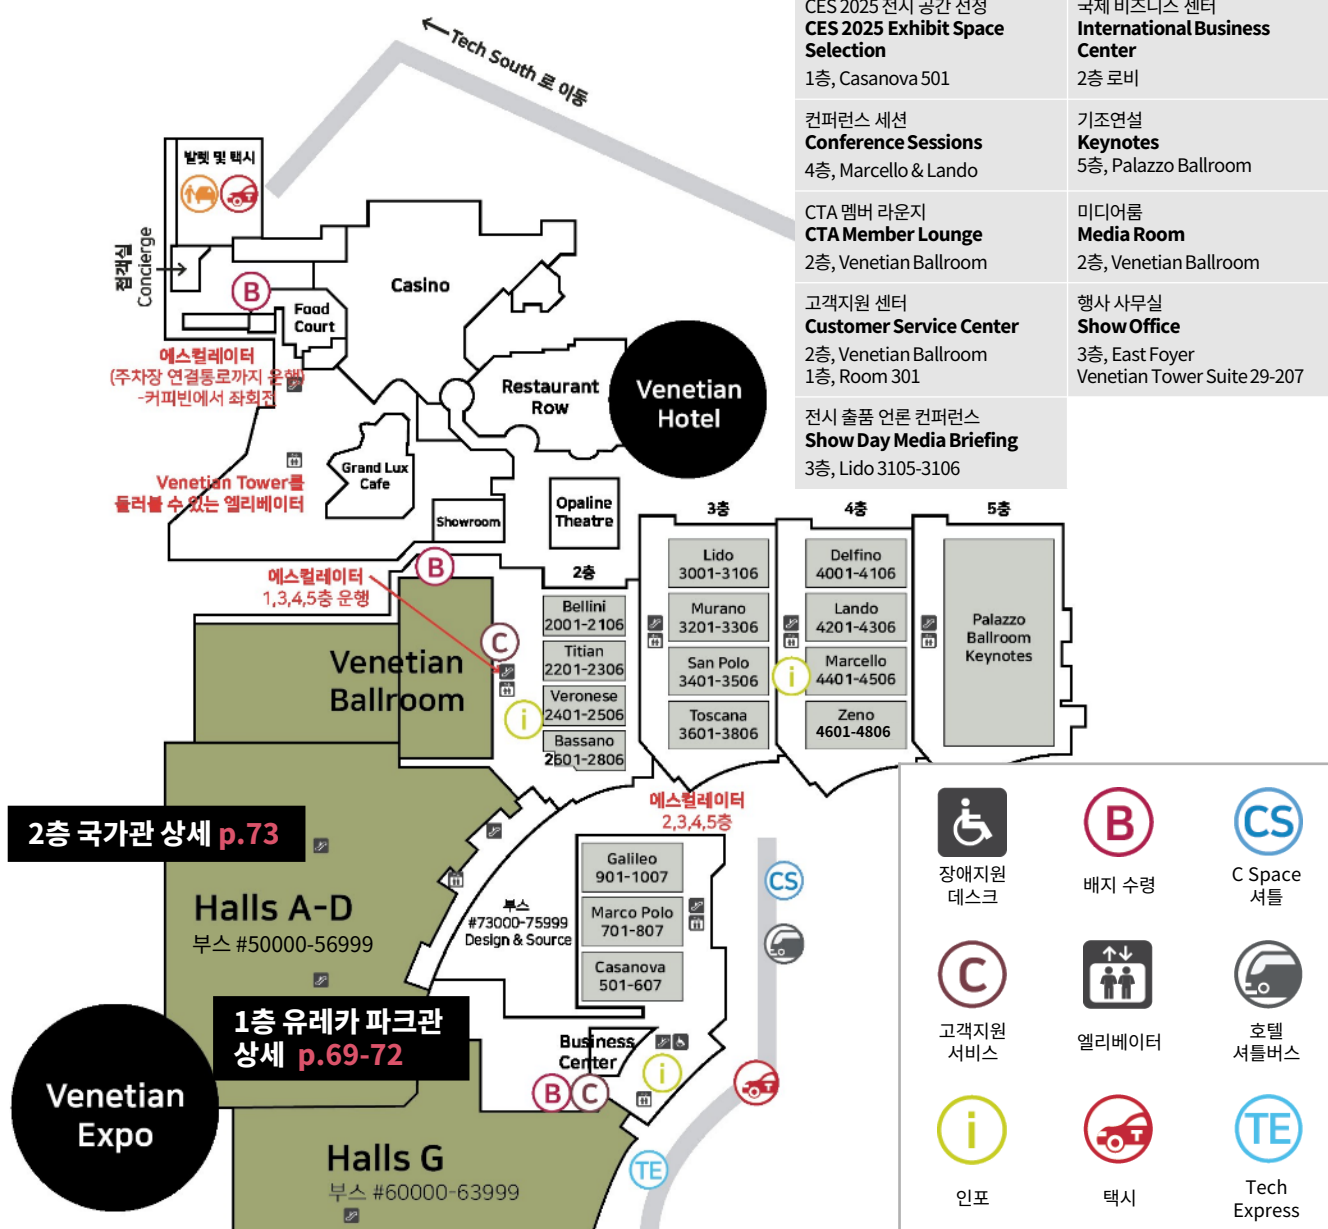 CES 2025 전시 공간 선정
CES 2025 Exhibit Space
Selection
1층, Casanova 501
국제 비즈니스 센터
International Business
Center
2층 로비
컨퍼런스 세션
Conference Sessions
4층, Marcello & Lando
기조연설
Keynotes
5층, Palazzo Ballroom
CTA 멤버 라운지
CTA Member Lounge
2층, Venetian Ballroom
미디어룸
Media Room
2층, Venetian Ballroom
고객지원 센터
Customer Service Center
2층, Venetian Ballroom
1층, Room 301
행사 사무실
Show Office
3층, East Foyer
Venetian Tower Suite 29-207
전시 출품 언론 컨퍼런스
Show Day Media Briefing
3층, Lido 3105-3106
Tech South 로 이동
발렛 및 택시
접객실
Concierge
B
Food
Court
Casino
에스컬레이터
(주차장 연결통로까지 운행)
-커피빈에서 좌회전
Restaurant
Row
Venetian
Hotel
Grand Lux
Cafe
Venetian Tower를
둘러볼 수 있는 엘리베이터
Showroom
Opaline
Theatre
B
에스컬레이터
1,3,4,5층 운행
C
i
Venetian
Ballroom
2층
Bellini
2001-2106
Titian
2201-2306
Veronese
2401-2506
Bassano
2601-2806
3층
Lido
3001-3106
Murano
3201-3306
San Polo
3401-3506
Toscana
3601-3806
4층
Delfino
4001-4106
Lando
4201-4306
i
Marcello
4401-4506
Zeno
4601-4806
5층
Palazzo
Ballroom
Keynotes
에스컬레이터
2,3,4,5층
2층 국가관 상세 p.73
Halls A-D
부스 #50000-56999
부스
#73000-75999
Design & Source
Galileo
901-1007
Marco Polo
701-807
Casanova
501-607
CS
1층 유레카 파크관
상세 p.69-72
Business
Center
B
C
i
T
Venetian
Expo
Halls G
부스 #60000-63999
TE
장애지원
데스크
B
배지 수령
CS
C Space
셔틀
C
고객지원
서비스
엘리베이터
호텔
셔틀버스
i
인포
T
택시
TE
Tech
Express